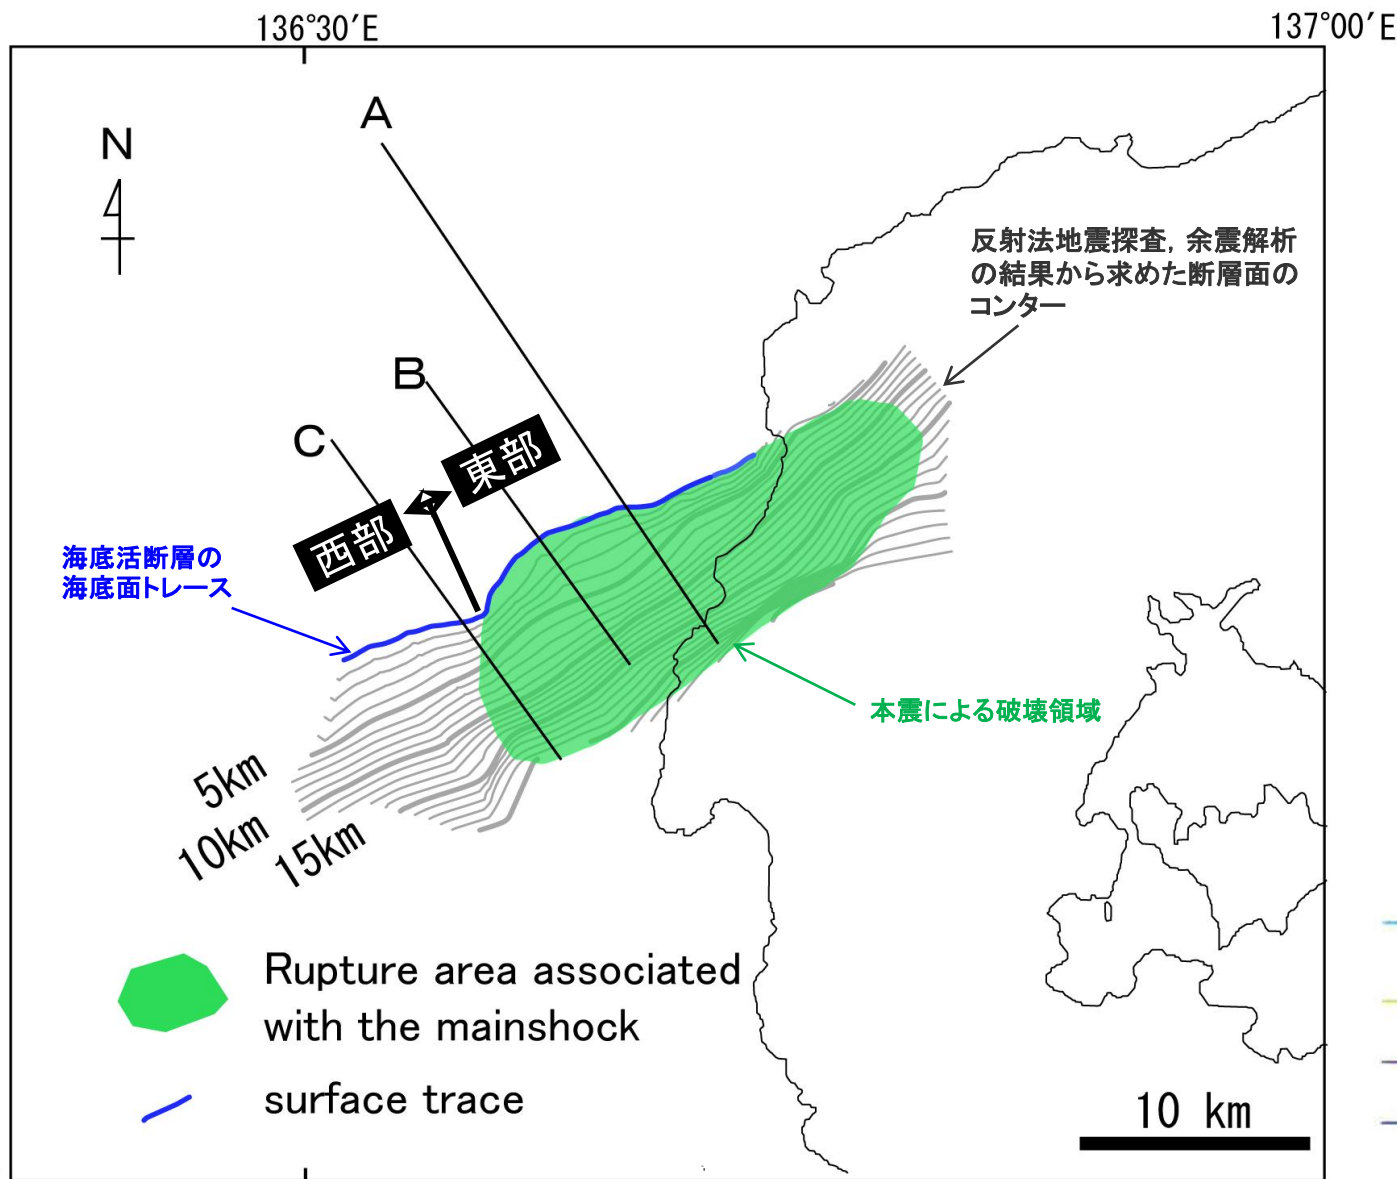 136°30′E
137°00′E
A
N
反射法地震探査, 余震解析
の結果から求めた断層面の
コンター
B
C
東部
西部
海底活断層の
海底面トレース
本震による破壊領域
5km
10km
15km
Rupture area associated
with the mainshock
surface trace
10 km